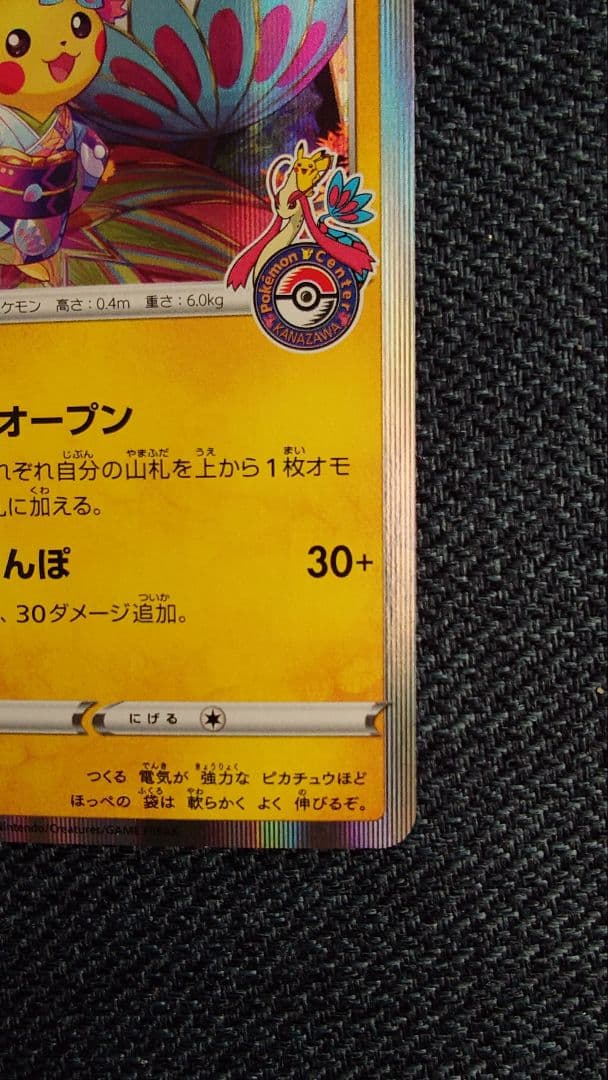 Pokémon Center
KANAZAWA
ケモン 高さ：0.4m 重さ：6.0kg
オープン
れぞれ自分の山札を上から1枚オモ
に加える。
んぽ 30+
、30ダメージ追加。
にげる
つくる 電気が 強力な ピカチュウほど
ほっぺの 袋は 軟らかく よく 伸びるぞ。
Nintendo/Creatures/GAME FREAK